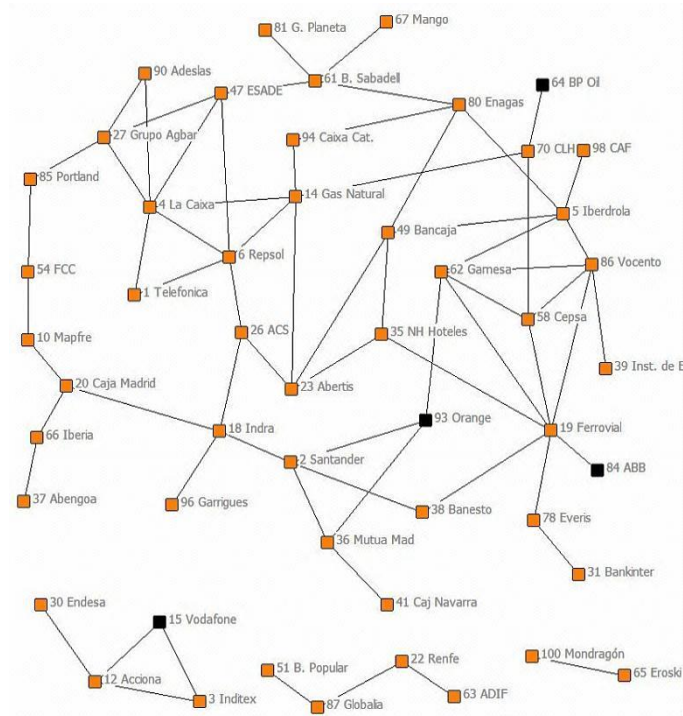 81 G. Planeta
67 Mango
90 Adeslas
47 ESADE
61 B. Sabadell
64 BP Oil
80 Enagas
27 Grupo Agbar
94 Caixa Cat.
70 CLH
98 CAF
85 Portland
4 La Caixa
14 Gas Natural
5 Iberdrola
49 Bancaja
6 Repsol
62 Gamesa
86 Vocento
54 FCC
1 Telefonica
58 Cepsa
26 ACS
35 NH Hoteles
10 Mapfre
39 Inst. de E
20 Caja Madrid
23 Abertis
93 Orange
19 Ferrovial
66 Iberia
18 Indra
2 Santander
84 ABB
37 Abengoa
96 Garrigues
38 Banesto
78 Everis
36 Mutua Mad
31 Bankinter
30 Endesa
41 Caj Navarra
15 Vodafone
12 Acciona
3 Inditex
51 B. Popular
22 Renfe
87 Globalia
63 ADIF
100 Mondragón
65 Eroski